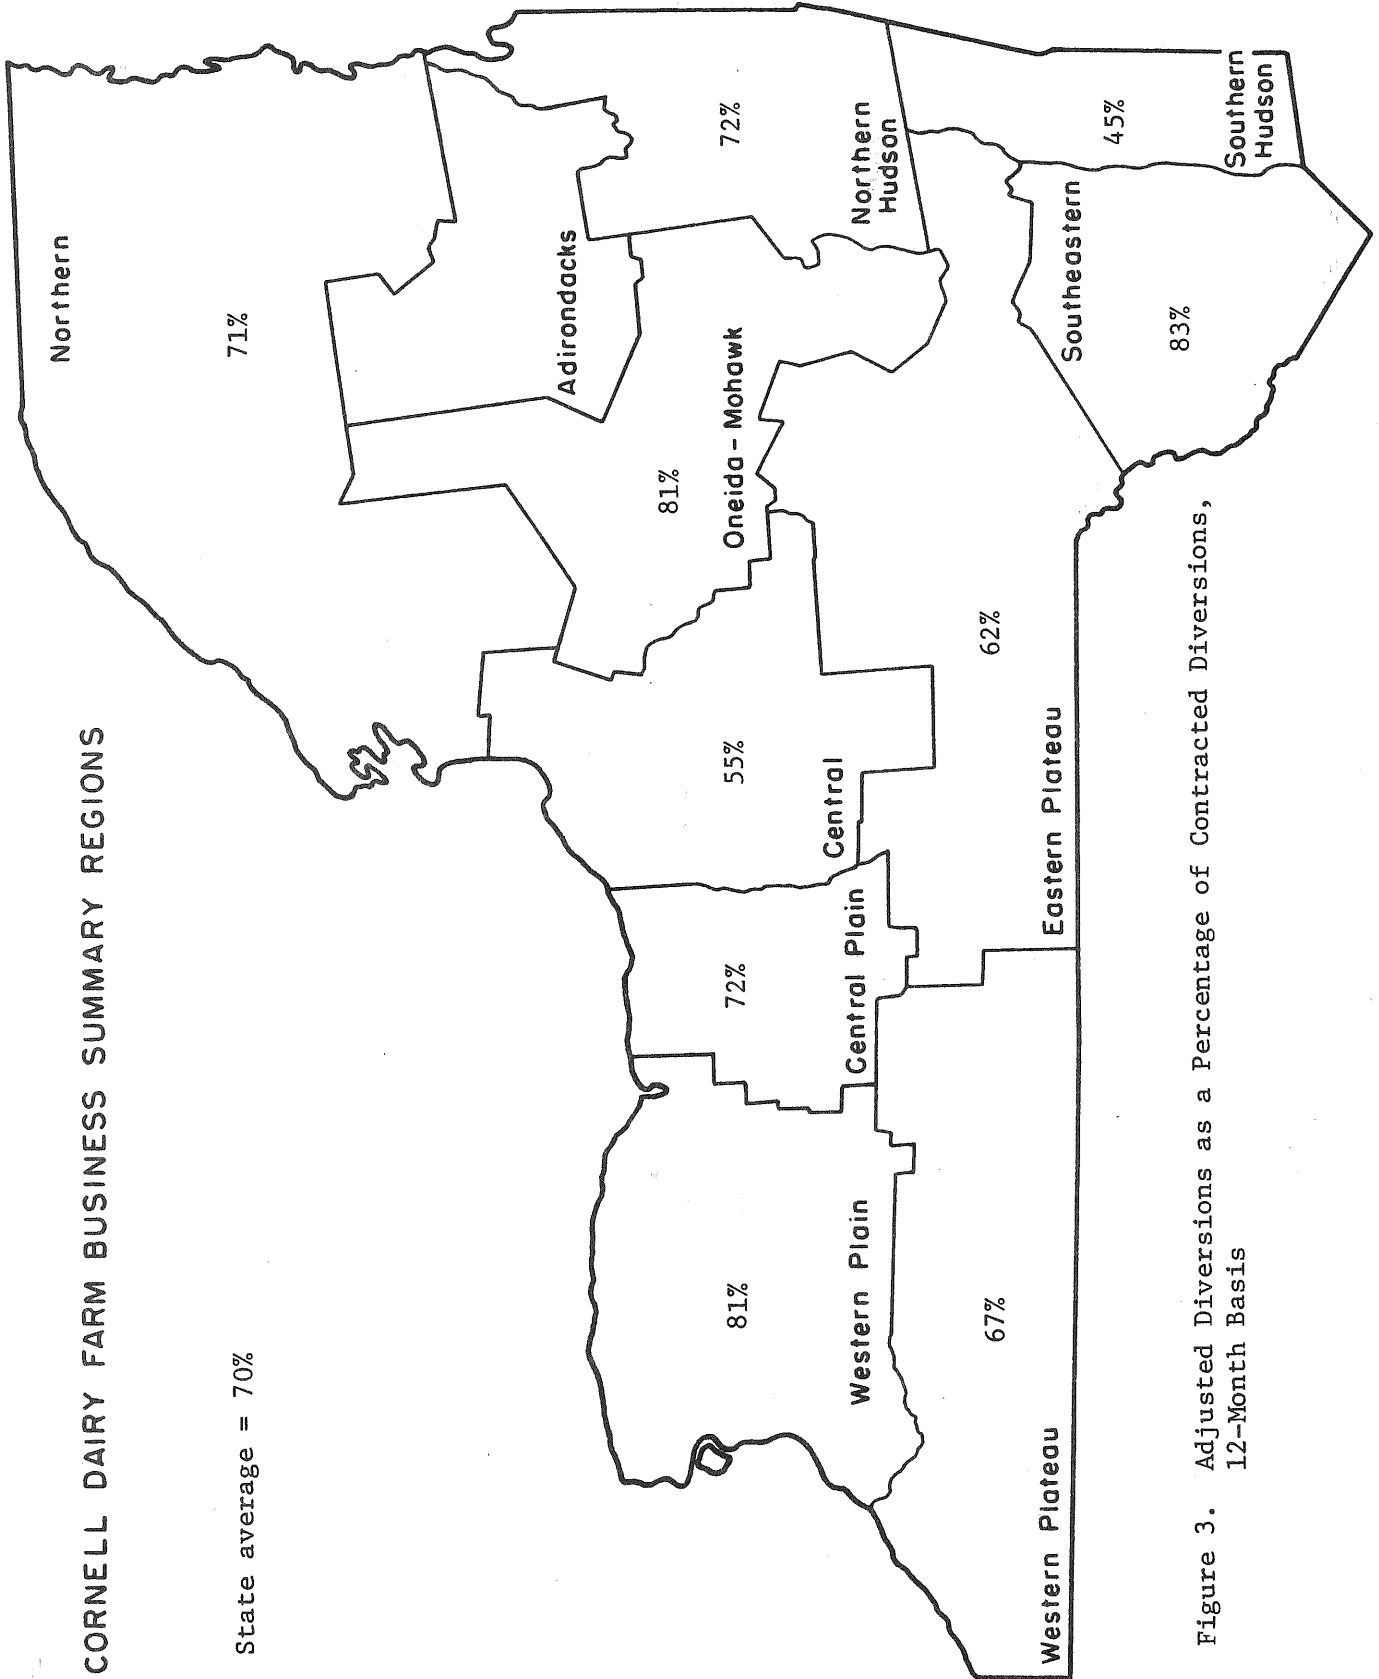 CORNELL DAIRY FARM BUSINESS SUMMARY REGIONS
State average = 70%
Northern
71%
Adirondacks
72%
Northern
Hudson
81%
Oneida-Mohawk
55%
Central
72%
Central Plain
81%
Western Plain
67%
Western Plateau
62%
Eastern Plateau
Southeastern
83%
45%
Southern
Hudson
Figure 3. Adjusted Diversions as a Percentage of Contracted Diversions,
12-Month Basis